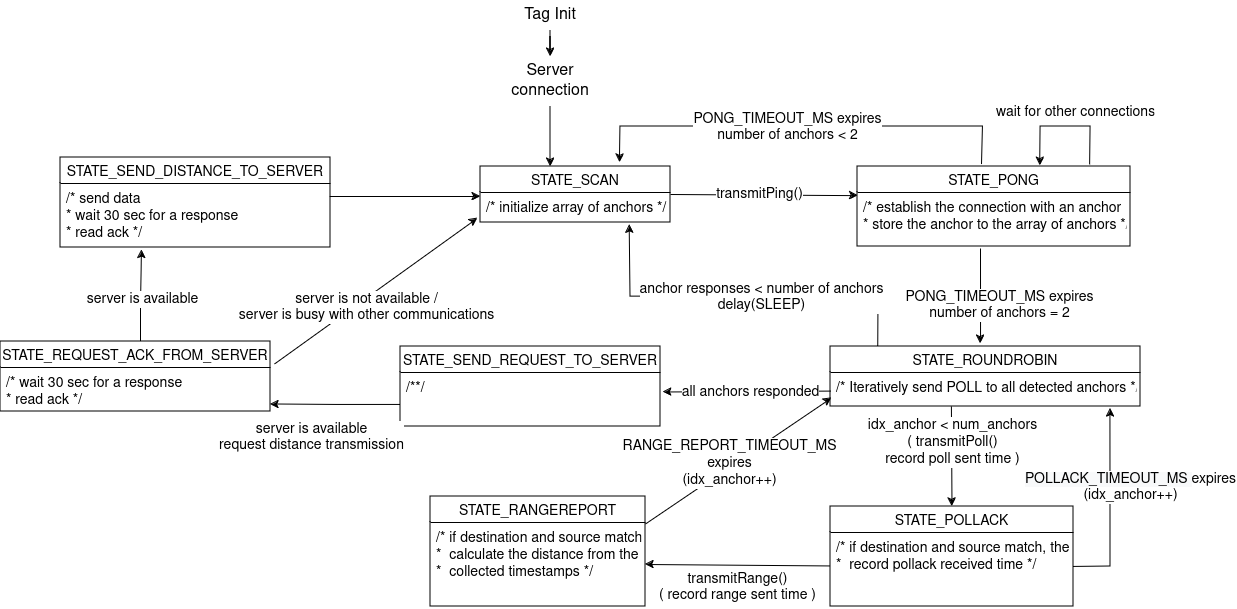 Tag Init
Server
connection
PONG_TIMEOUT_MS expires
number of anchors < 2
wait for other connections
STATE_SEND_DISTANCE_TO_SERVER
/* send data
* wait 30 sec for a response
* read ack */
STATE_SCAN
/* initialize array of anchors */
transmitPing()
STATE_PONG
/* establish the connection with an anchor
* store the anchor to the array of anchors *
server is available
server is not available /
server is busy with other communications
anchor responses < number of anchors
delay(SLEEP)
PONG_TIMEOUT_MS expires
number of anchors = 2
STATE_REQUEST_ACK_FROM_SERVER
/* wait 30 sec for a response
* read ack */
STATE_SEND_REQUEST_TO_SERVER
/**/
all anchors responded
STATE_ROUNDROBIN
/* Iteratively send POLL to all detected anchors *
server is available
request distance transmission
RANGE_REPORT_TIMEOUT_MS
expires
(idx_anchor++)
idx_anchor < num_anchors
( transmitPoll()
record poll sent time )
POLLACK_TIMEOUT_MS expires
(idx_anchor++)
STATE_RANGEREPORT
/* if destination and source match
* calculate the distance from the
* collected timestamps */
transmitRange()
( record range sent time )
STATE_POLLACK
/* if destination and source match, the
* record pollack received time */